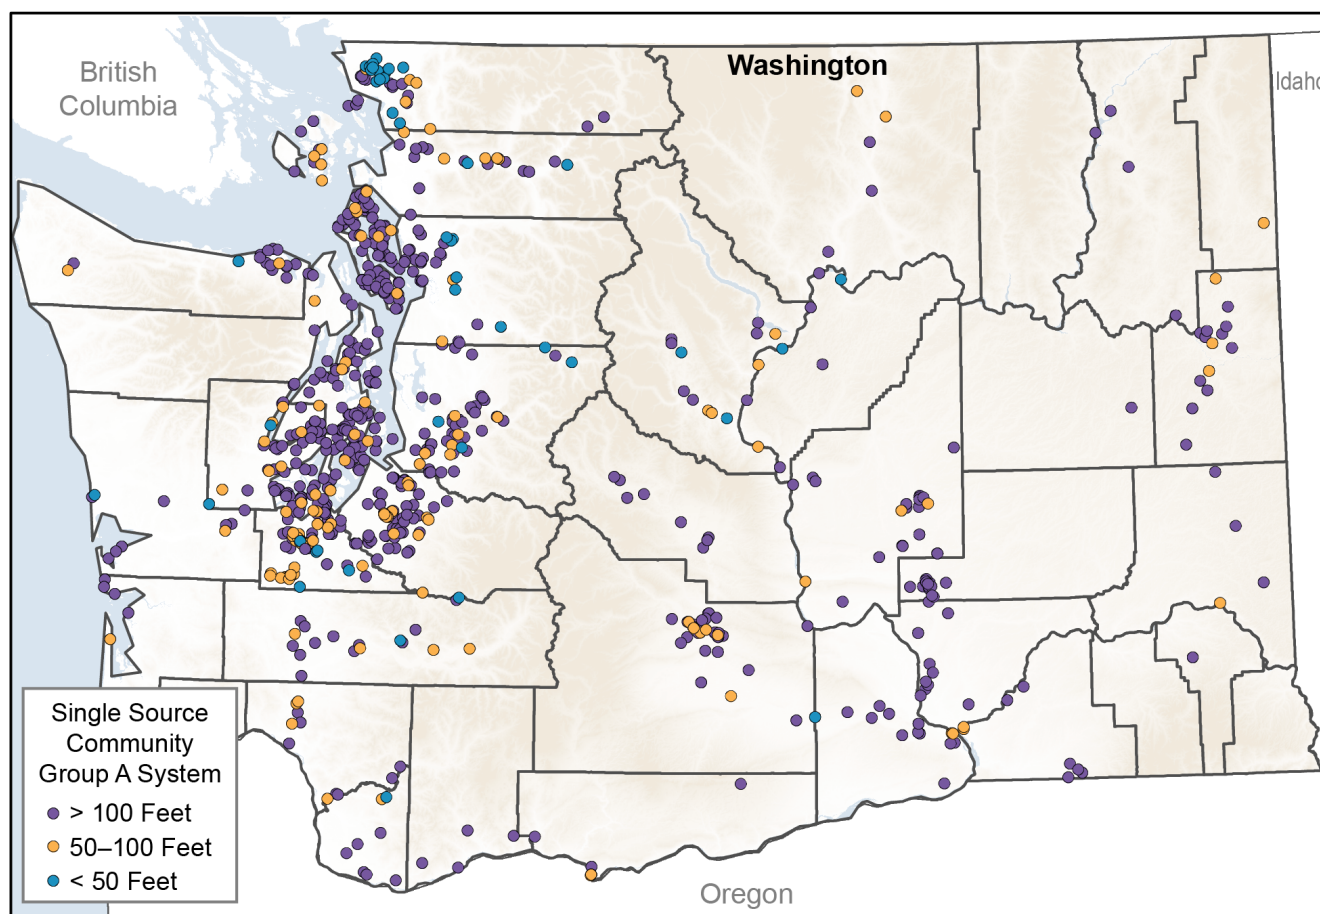 British
Columbia
Washington
Idaho
Single Source
Community
Group A System
> 100 Feet
50–100 Feet
< 50 Feet
Oregon